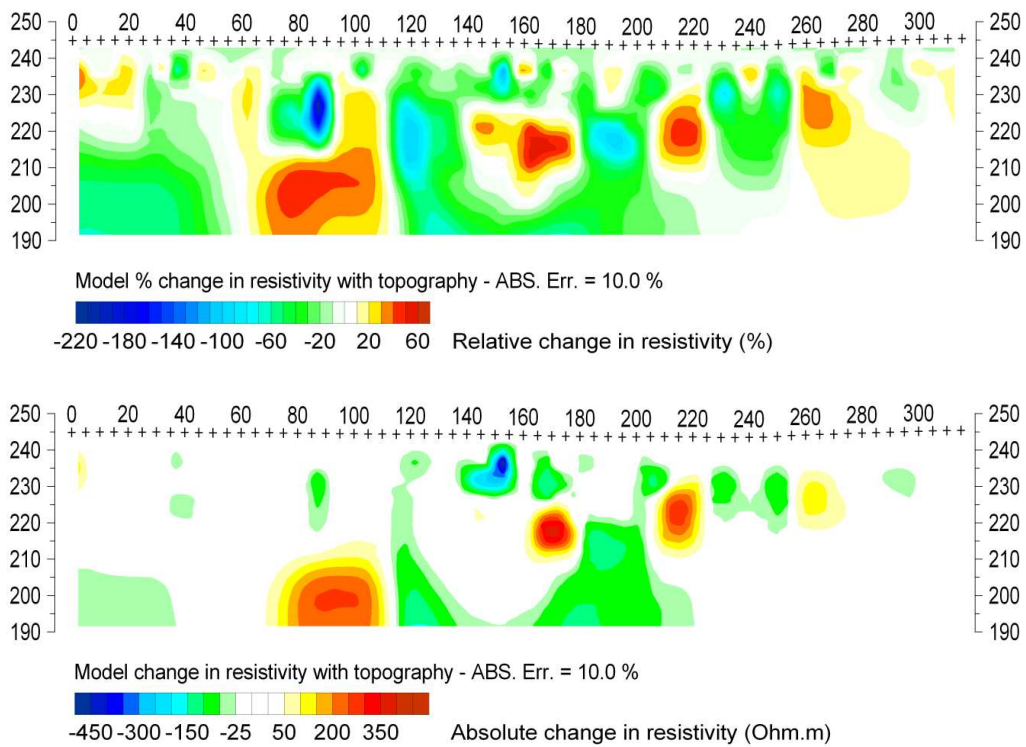 0 20 40 60 80 100 120 140 160 180 200 220 240 260 280 300
250 250
240 240
230 230
220 220
210 210
200 200
190 190
Model % change in resistivity with topography - ABS. Err. = 10.0 %
-220 -180 -140 -100 -60 -20 20 60 Relative change in resistivity (%)
0 20 40 60 80 100 120 140 160 180 200 220 240 260 280 300
250 250
240 240
230 230
220 220
210 210
200 200
190 190
Model change in resistivity with topography - ABS. Err. = 10.0 %
-450 -300 -150 -25 50 200 350 Absolute change in resistivity (Ohm.m)